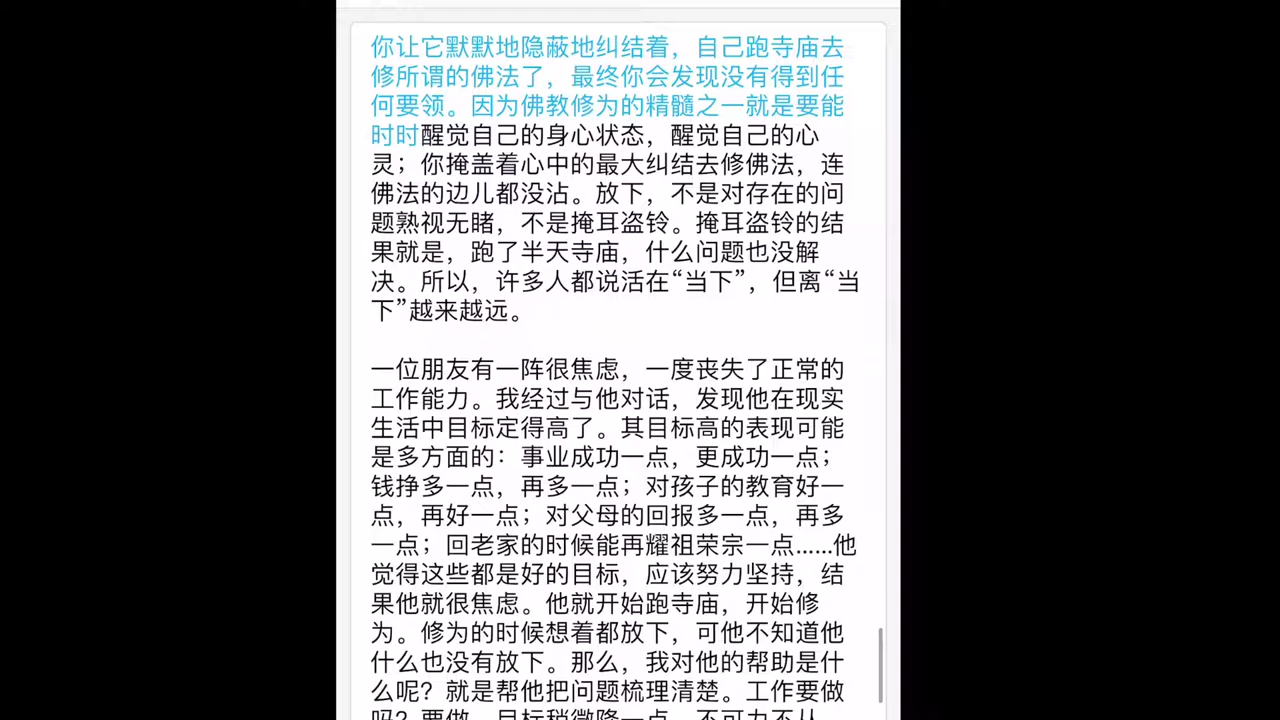 你让它默默地隐蔽地纠结着，自己跑寺庙去
修所谓的佛法了，最终你会发现没有得到任
何要领。因为佛教修为的精髓之一就是要能
时时醒觉自己的身心状态，醒觉自己的心
灵；你掩盖着心中的最大纠结去修佛法，连
佛法的边儿都没沾。放下，不是对存在的问
题熟视无睹，不是掩耳盗铃。掩耳盗铃的结
果就是，跑了半天寺庙，什么问题也没解
决。所以，许多人都说活在“当下”，但离“当
下”越来越远。
一位朋友有一阵很焦虑，一度丧失了正常的
工作能力。我经过与他对话，发现他在现实
生活中目标定得高了。其目标高的表现可能
是多方面的：事业成功一点，更成功一点；
钱挣多一点，再多一点；对孩子的教育好一
点，再好一点；对父母的回报多一点，再多
一点；回老家的时候能再耀祖荣宗一点……他
觉得这些都是好的目标，应该努力坚持，结
果他就很焦虑。他就开始跑寺庙，开始修
为。修为的时候想着都放下，可他不知道他
什么也没有放下。那么，我对他的帮助是什
么呢？就是帮他把问题梳理清楚。工作要做
吗？要做，目标稍微降一点，不可力不从